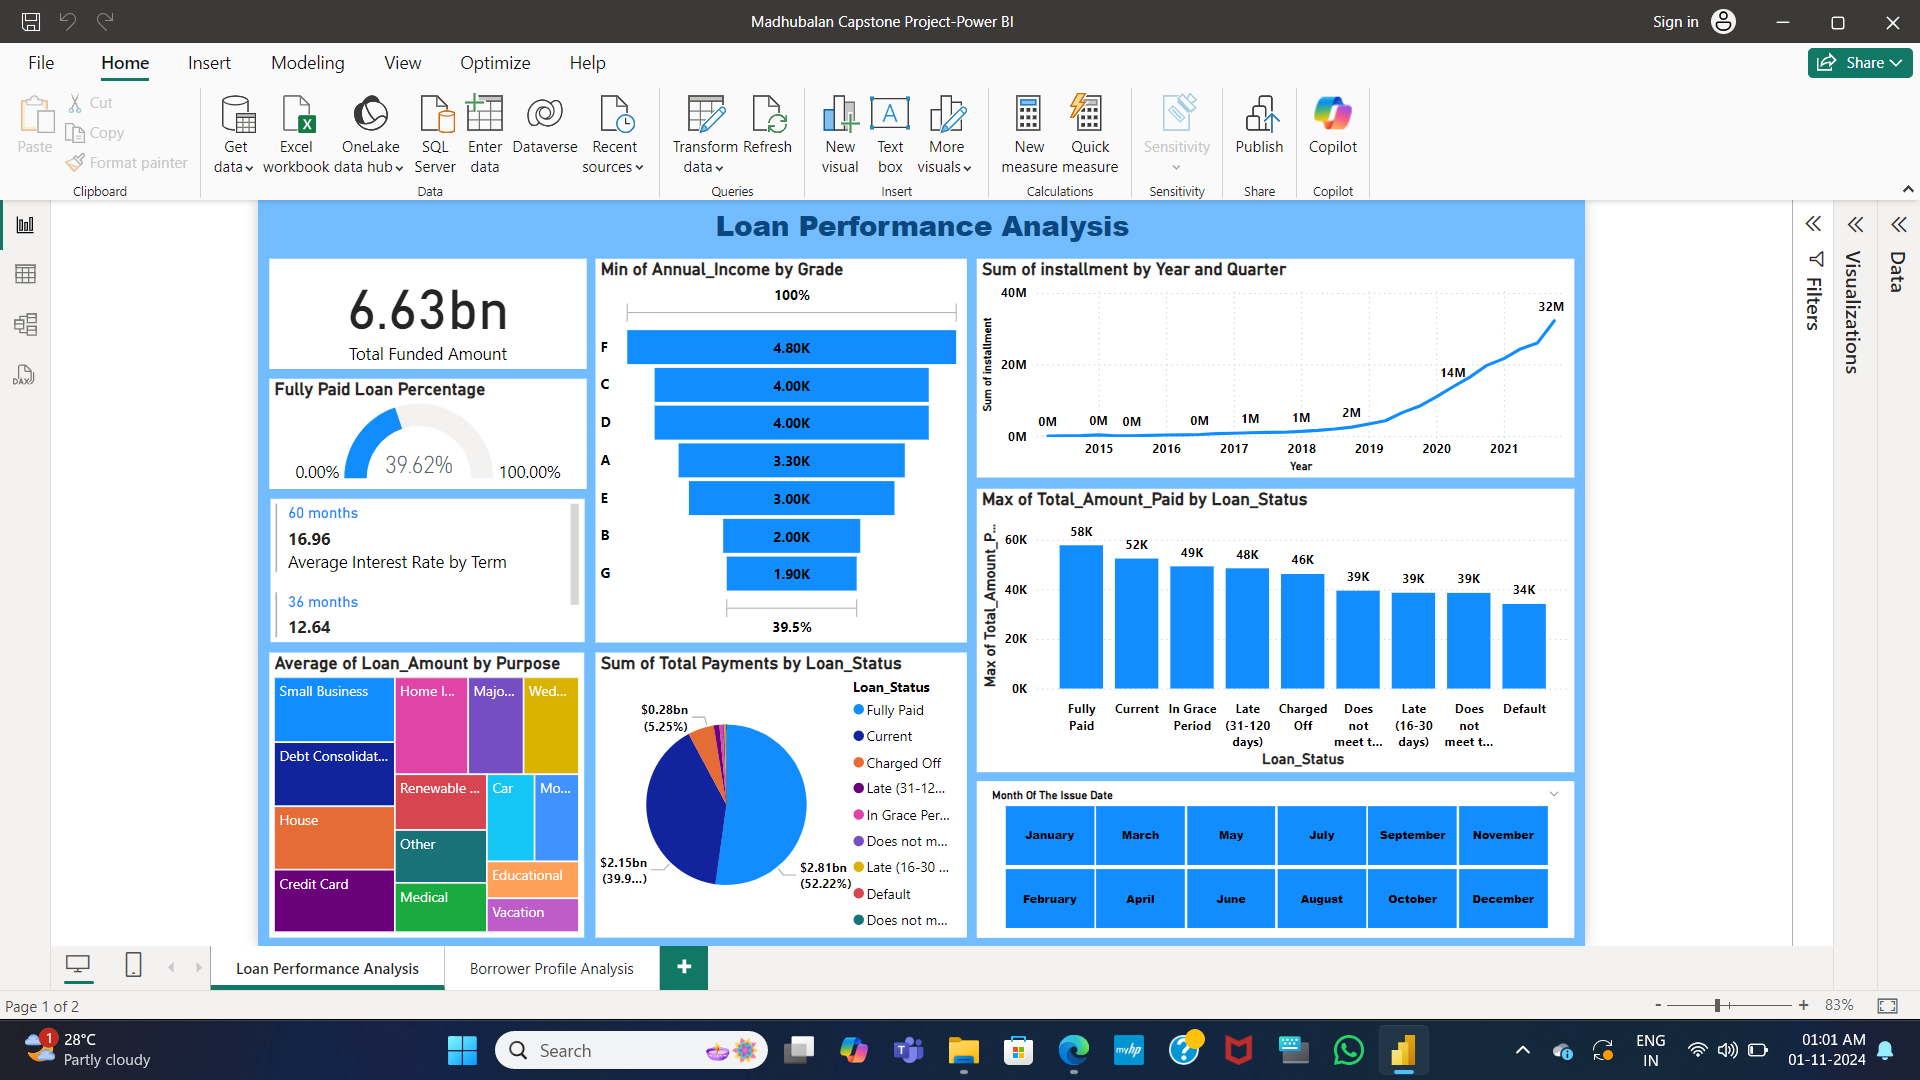 Madhubalan Capstone Project-Power BI
Sign in
File Home Insert Modeling View Optimize Help
Share
Paste
Cut
Copy
Format painter
Clipboard
Get data
Excel workbook
OneLake data hub
SQL Server
Enter data
Dataverse
Recent sources
Data
Transform data
Refresh
Queries
New visual
Text box
More visuals
Insert
New measure
Quick measure
Calculations
Sensitivity
Sensitivity
Publish
Share
Copilot
Copilot
DAX
Loan Performance Analysis
6.63bn
Total Funded Amount
Fully Paid Loan Percentage
0.00%
39.62%
100.00%
60 months
16.96
Average Interest Rate by Term
36 months
12.64
Average of Loan_Amount by Purpose
Small Business
Debt Consolidat...
House
Credit Card
Home I...
Majo...
Wed...
Renewable ...
Other
Medical
Car
Mo...
Educational
Vacation
Min of Annual_Income by Grade
100%
F 4.80K
C 4.00K
D 4.00K
A 3.30K
E 3.00K
B 2.00K
G 1.90K
39.5%
Sum of Total Payments by Loan_Status
$0.28bn
(5.25%)
$2.15bn
(39.9...)
$2.81bn
(52.22%)
Loan_Status
Fully Paid
Current
Charged Off
Late (31-12...
In Grace Per...
Does not m...
Late (16-30 ...
Default
Does not m...
Sum of installment by Year and Quarter
Sum of installment
40M
20M
0M
0M 0M 0M 0M 1M 1M 2M 14M 32M
2015 2016 2017 2018 2019 2020 2021
Year
Max of Total_Amount_Paid by Loan_Status
Max of Total_Amount_P...
60K
40K
20K
0K
58K 52K 49K 48K 46K 39K 39K 39K 34K
Fully Paid
Current
In Grace Period
Late (31-120 days)
Charged Off
Does not meet t...
Late (16-30 days)
Does not meet t...
Default
Loan_Status
Month Of The Issue Date
January March May July September November
February April June August October December
Filters
Visualizations
Data
Loan Performance Analysis
Borrower Profile Analysis
+
Page 1 of 2
- + 83%
1
28°C
Partly cloudy
Search
myhp
ENG
IN
01:01 AM
01-11-2024